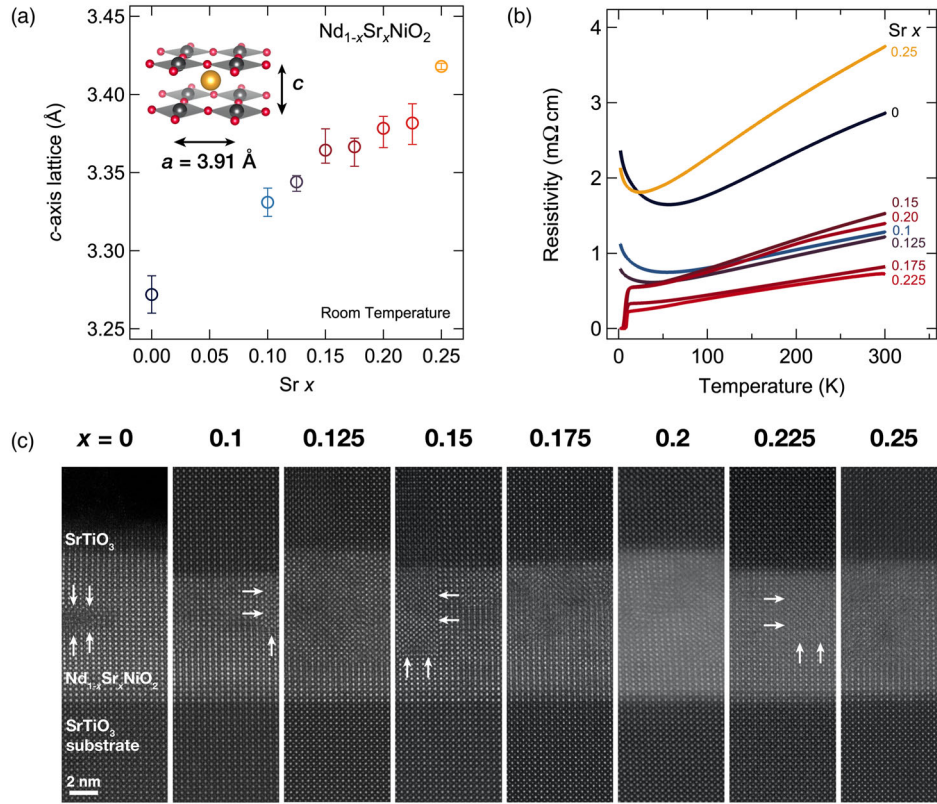 (a)
Nd1-xSrxNiO2
c
a = 3.91 Å
c-axis lattice (Å)
3.40
3.35
3.30
3.25
Room Temperature
0.00 0.05 0.10 0.15 0.20 0.25
Sr x
(b)
Resistivity (mΩ cm)
6
5
4
3
2
1
0
Sr x
0.25
0
0.15
0.20
0.1
0.125
0.175
0.225
0 100 200 300
Temperature (K)
(c)
x = 0 0.1 0.125 0.15 0.175 0.2 0.225 0.25
SrTiO3
Nd1-xSrxNiO2
SrTiO3
substrate
2 nm